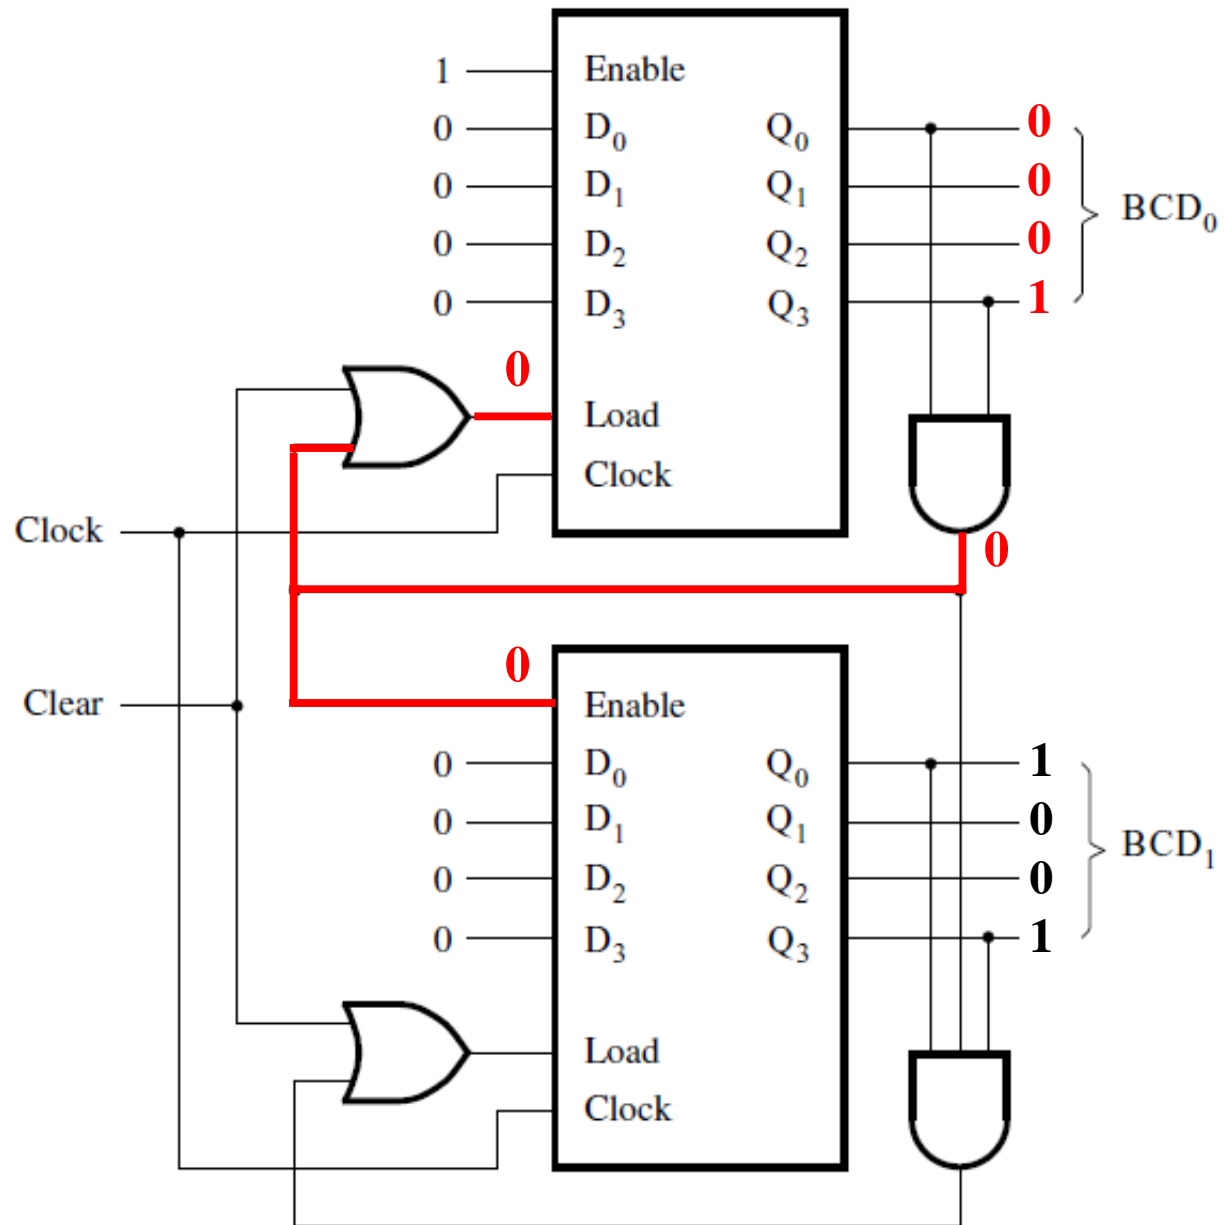 1 Enable
0 D0 Q0 0
0 D1 Q1 0
BCD0
0 D2 Q2 0
0 D3 Q3 1
0
Load
Clock
Clock
0
0
Clear
Enable
0 D0 Q0 1
0 D1 Q1 0
BCD1
0 D2 Q2 0
0 D3 Q3 1
Load
Clock